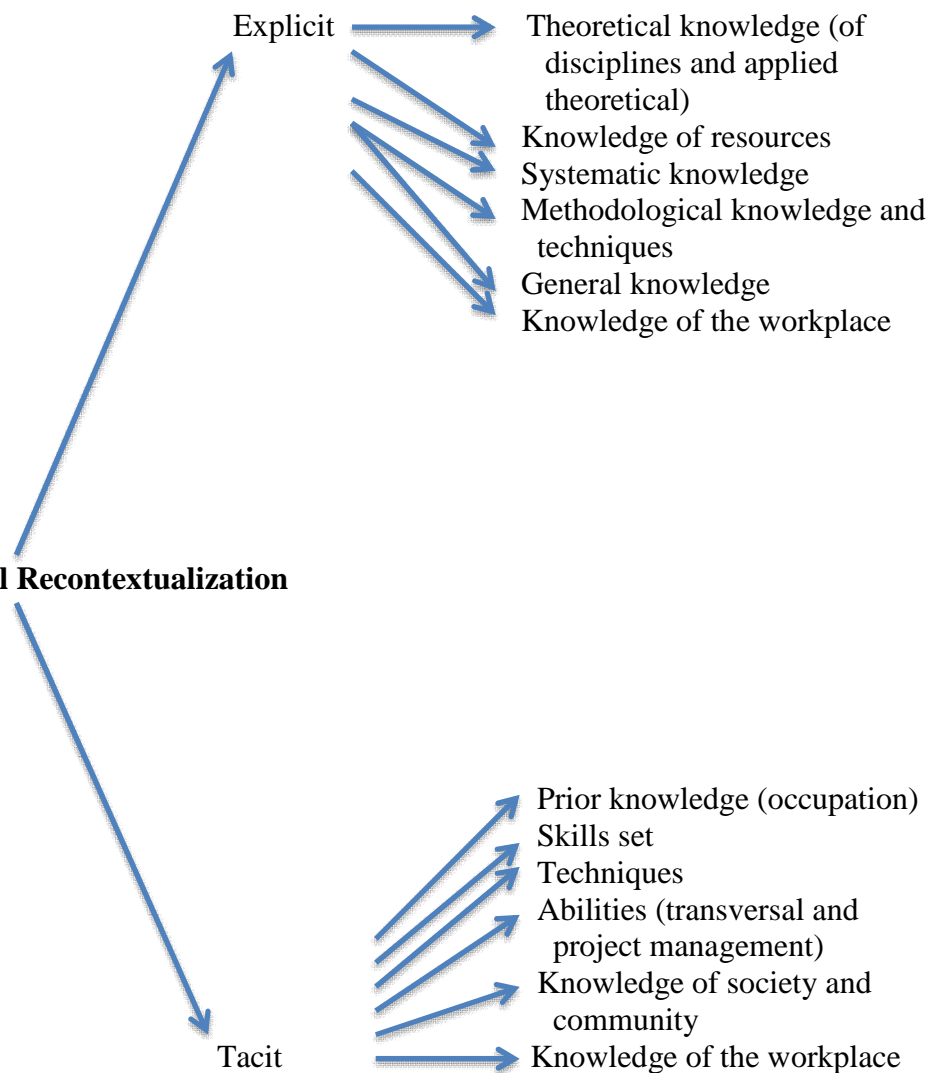 Explicit
Theoretical knowledge (of
disciplines and applied
theoretical)
Knowledge of resources
Systematic knowledge
Methodological knowledge and
techniques
General knowledge
Knowledge of the workplace
l Recontextualization
Prior knowledge (occupation)
Skills set
Techniques
Abilities (transversal and
project management)
Knowledge of society and
community
Tacit
Knowledge of the workplace